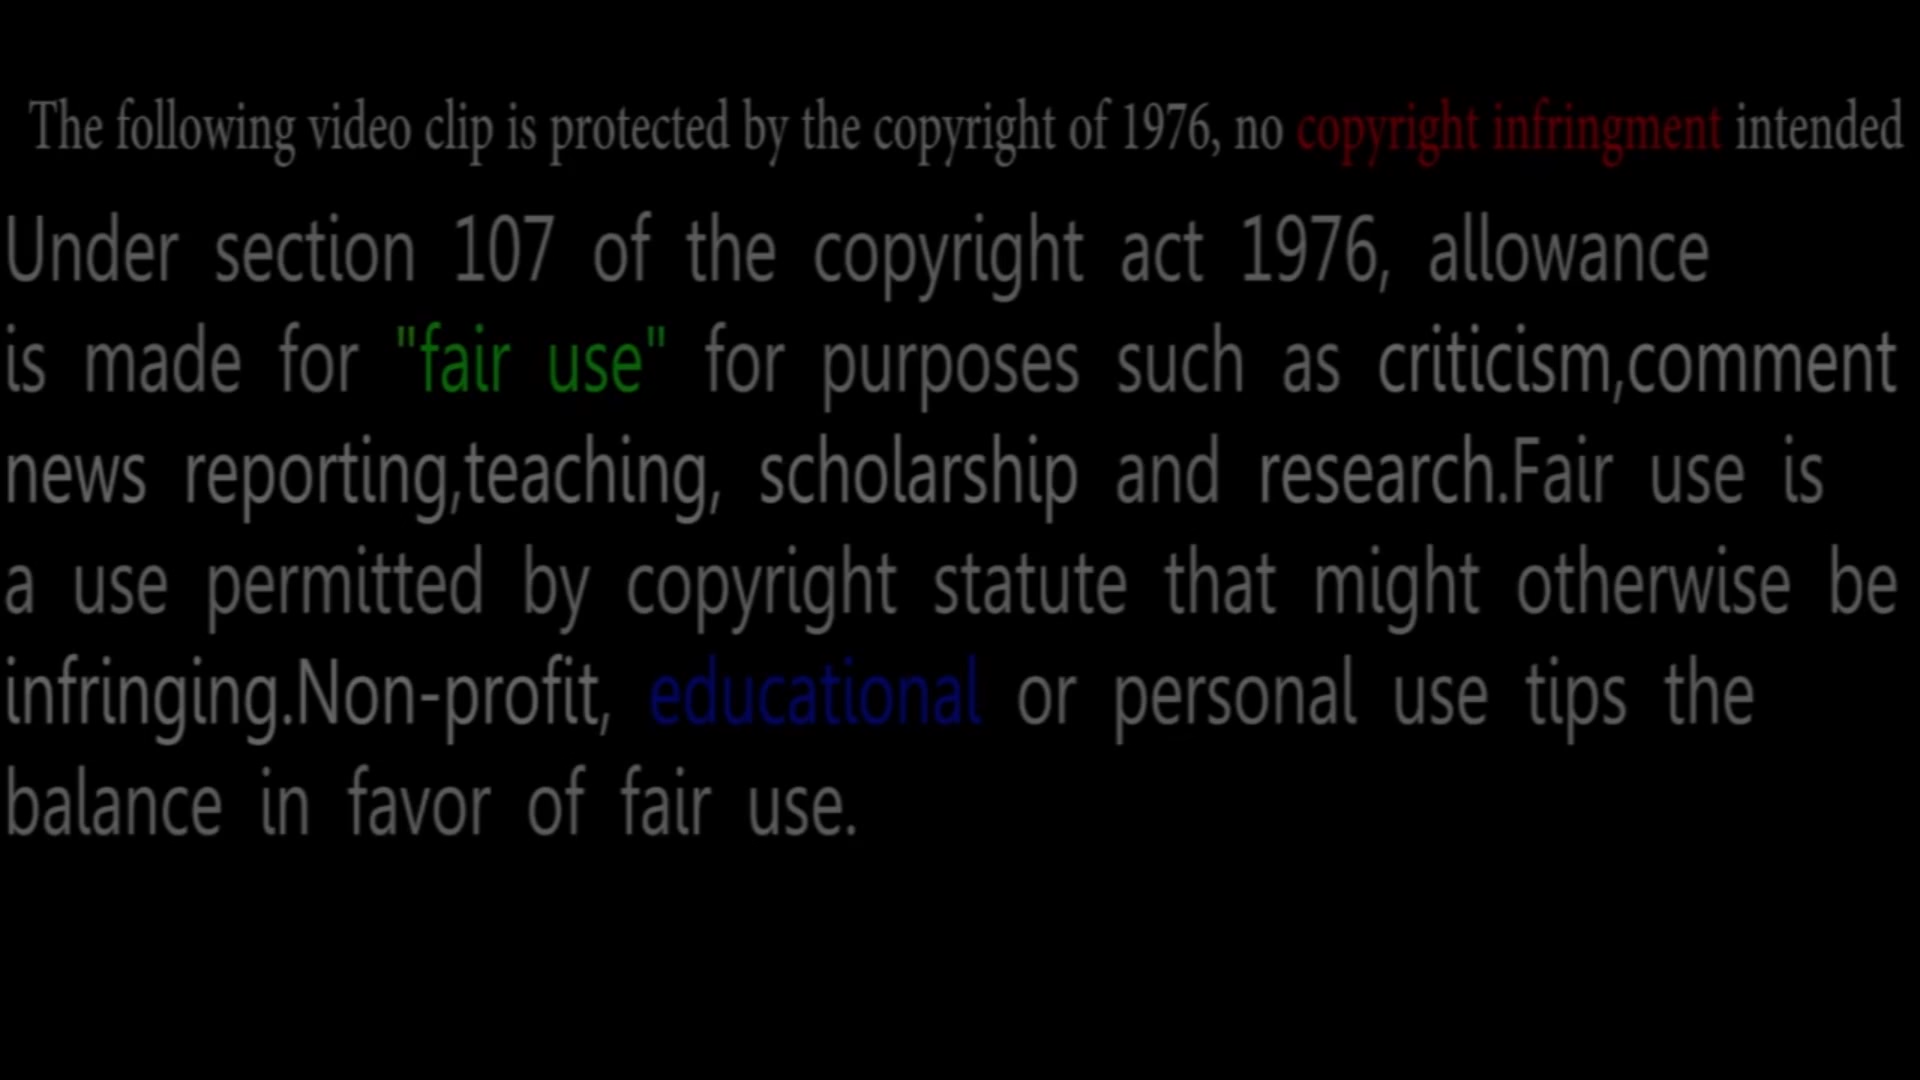 The following video clip is protected by the copyright of 1976, no copyright infringment intended
Under section 107 of the copyright act 1976, allowance
is made for "fair use" for purposes such as criticism,comment
news reporting,teaching, scholarship and research.Fair use is
a use permitted by copyright statute that might otherwise be
infringing.Non-profit, educational or personal use tips the
balance in favor of fair use.